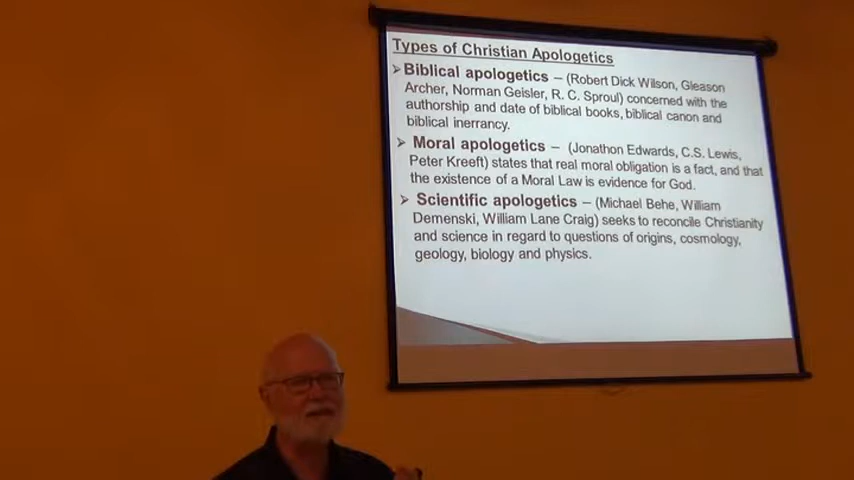 Types of Christian Apologetics
➢Biblical apologetics – (Robert Dick Wilson, Gleason
Archer, Norman Geisler, R. C. Sproul) concerned with the
authorship and date of biblical books, biblical canon and
biblical inerrancy.
➢ Moral apologetics – (Jonathon Edwards, C.S. Lewis,
Peter Kreeft) states that real moral obligation is a fact, and that
the existence of a Moral Law is evidence for God.
➢ Scientific apologetics – (Michael Behe, William
Demenski, William Lane Craig) seeks to reconcile Christianity
and science in regard to questions of origins, cosmology,
geology, biology and physics.